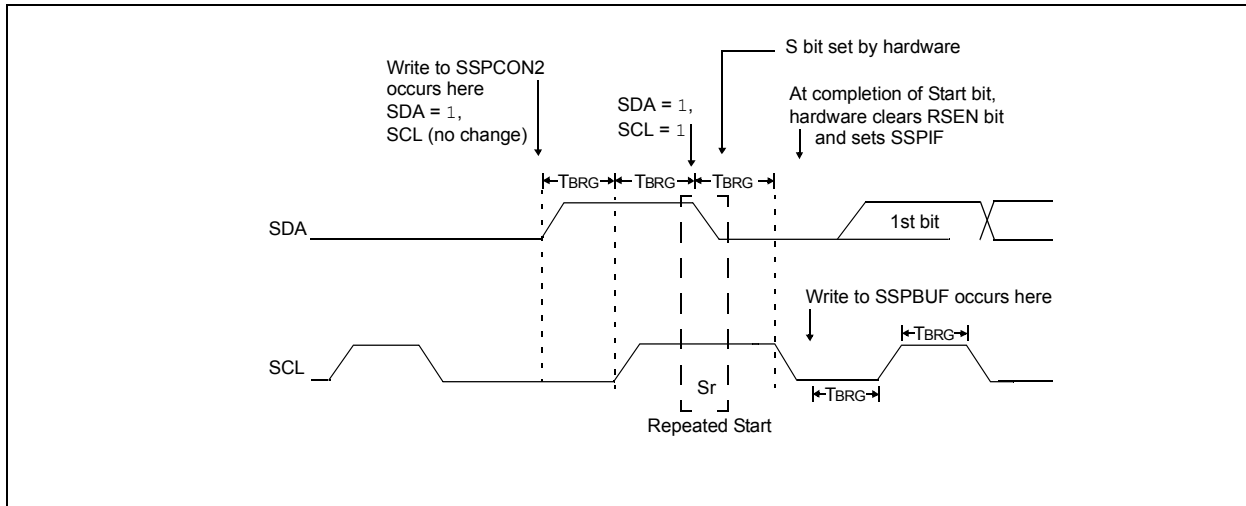 S bit set by hardware
Write to SSPCON2
occurs here
SDA = 1,
SCL (no change)
SDA = 1,
SCL = 1
At completion of Start bit,
hardware clears RSEN bit
and sets SSPIF
TBRG TBRG TBRG
SDA
1st bit
Write to SSPBUF occurs here
TBRG
SCL
Sr
TBRG
Repeated Start